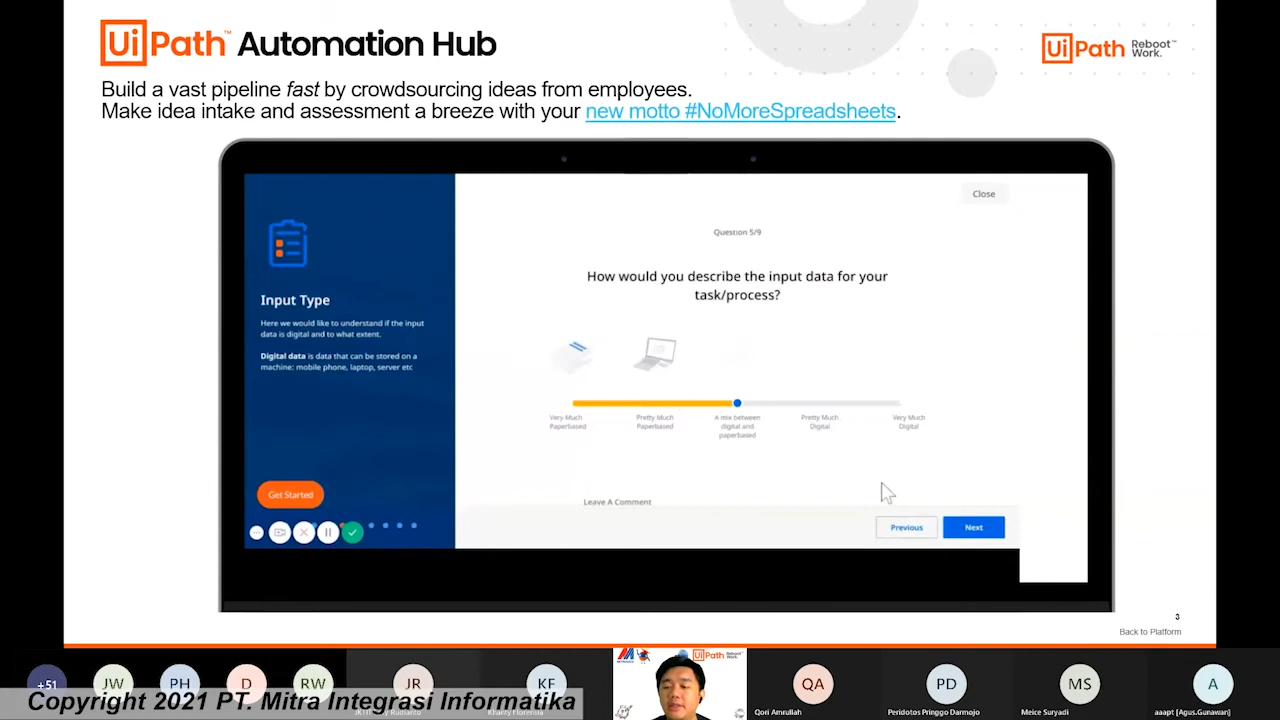 UiPath™ Automation Hub
UiPath Reboot Work.™
Build a vast pipeline fast by crowdsourcing ideas from employees.
Make idea intake and assessment a breeze with your new motto #NoMoreSpreadsheets.
Close
Question 5/9
How would you describe the input data for your
task/process?
Input Type
Here we would like to understand if the input
data is digital and to what extent.
Digital data is data that can be stored on a
machine: mobile phone, laptop, server etc
Very Much
Paperbased
Pretty Much
Paperbased
A mix between
digital and
paperbased
Pretty Much
Digital
Very Much
Digital
Get Started
Leave A Comment
Previous
Next
3
Back to Platform
+51
JW
PH
D
RW
JR
KF
UiPath Reboot Work.
QA
PD
MS
A
Copyright 2021 PT. Mitra Integrasi Informatika
Qori Amrullah
Peridotos Pringgo Darmojo
Meice Suryadi
aaapt [Agus.Gunawan]